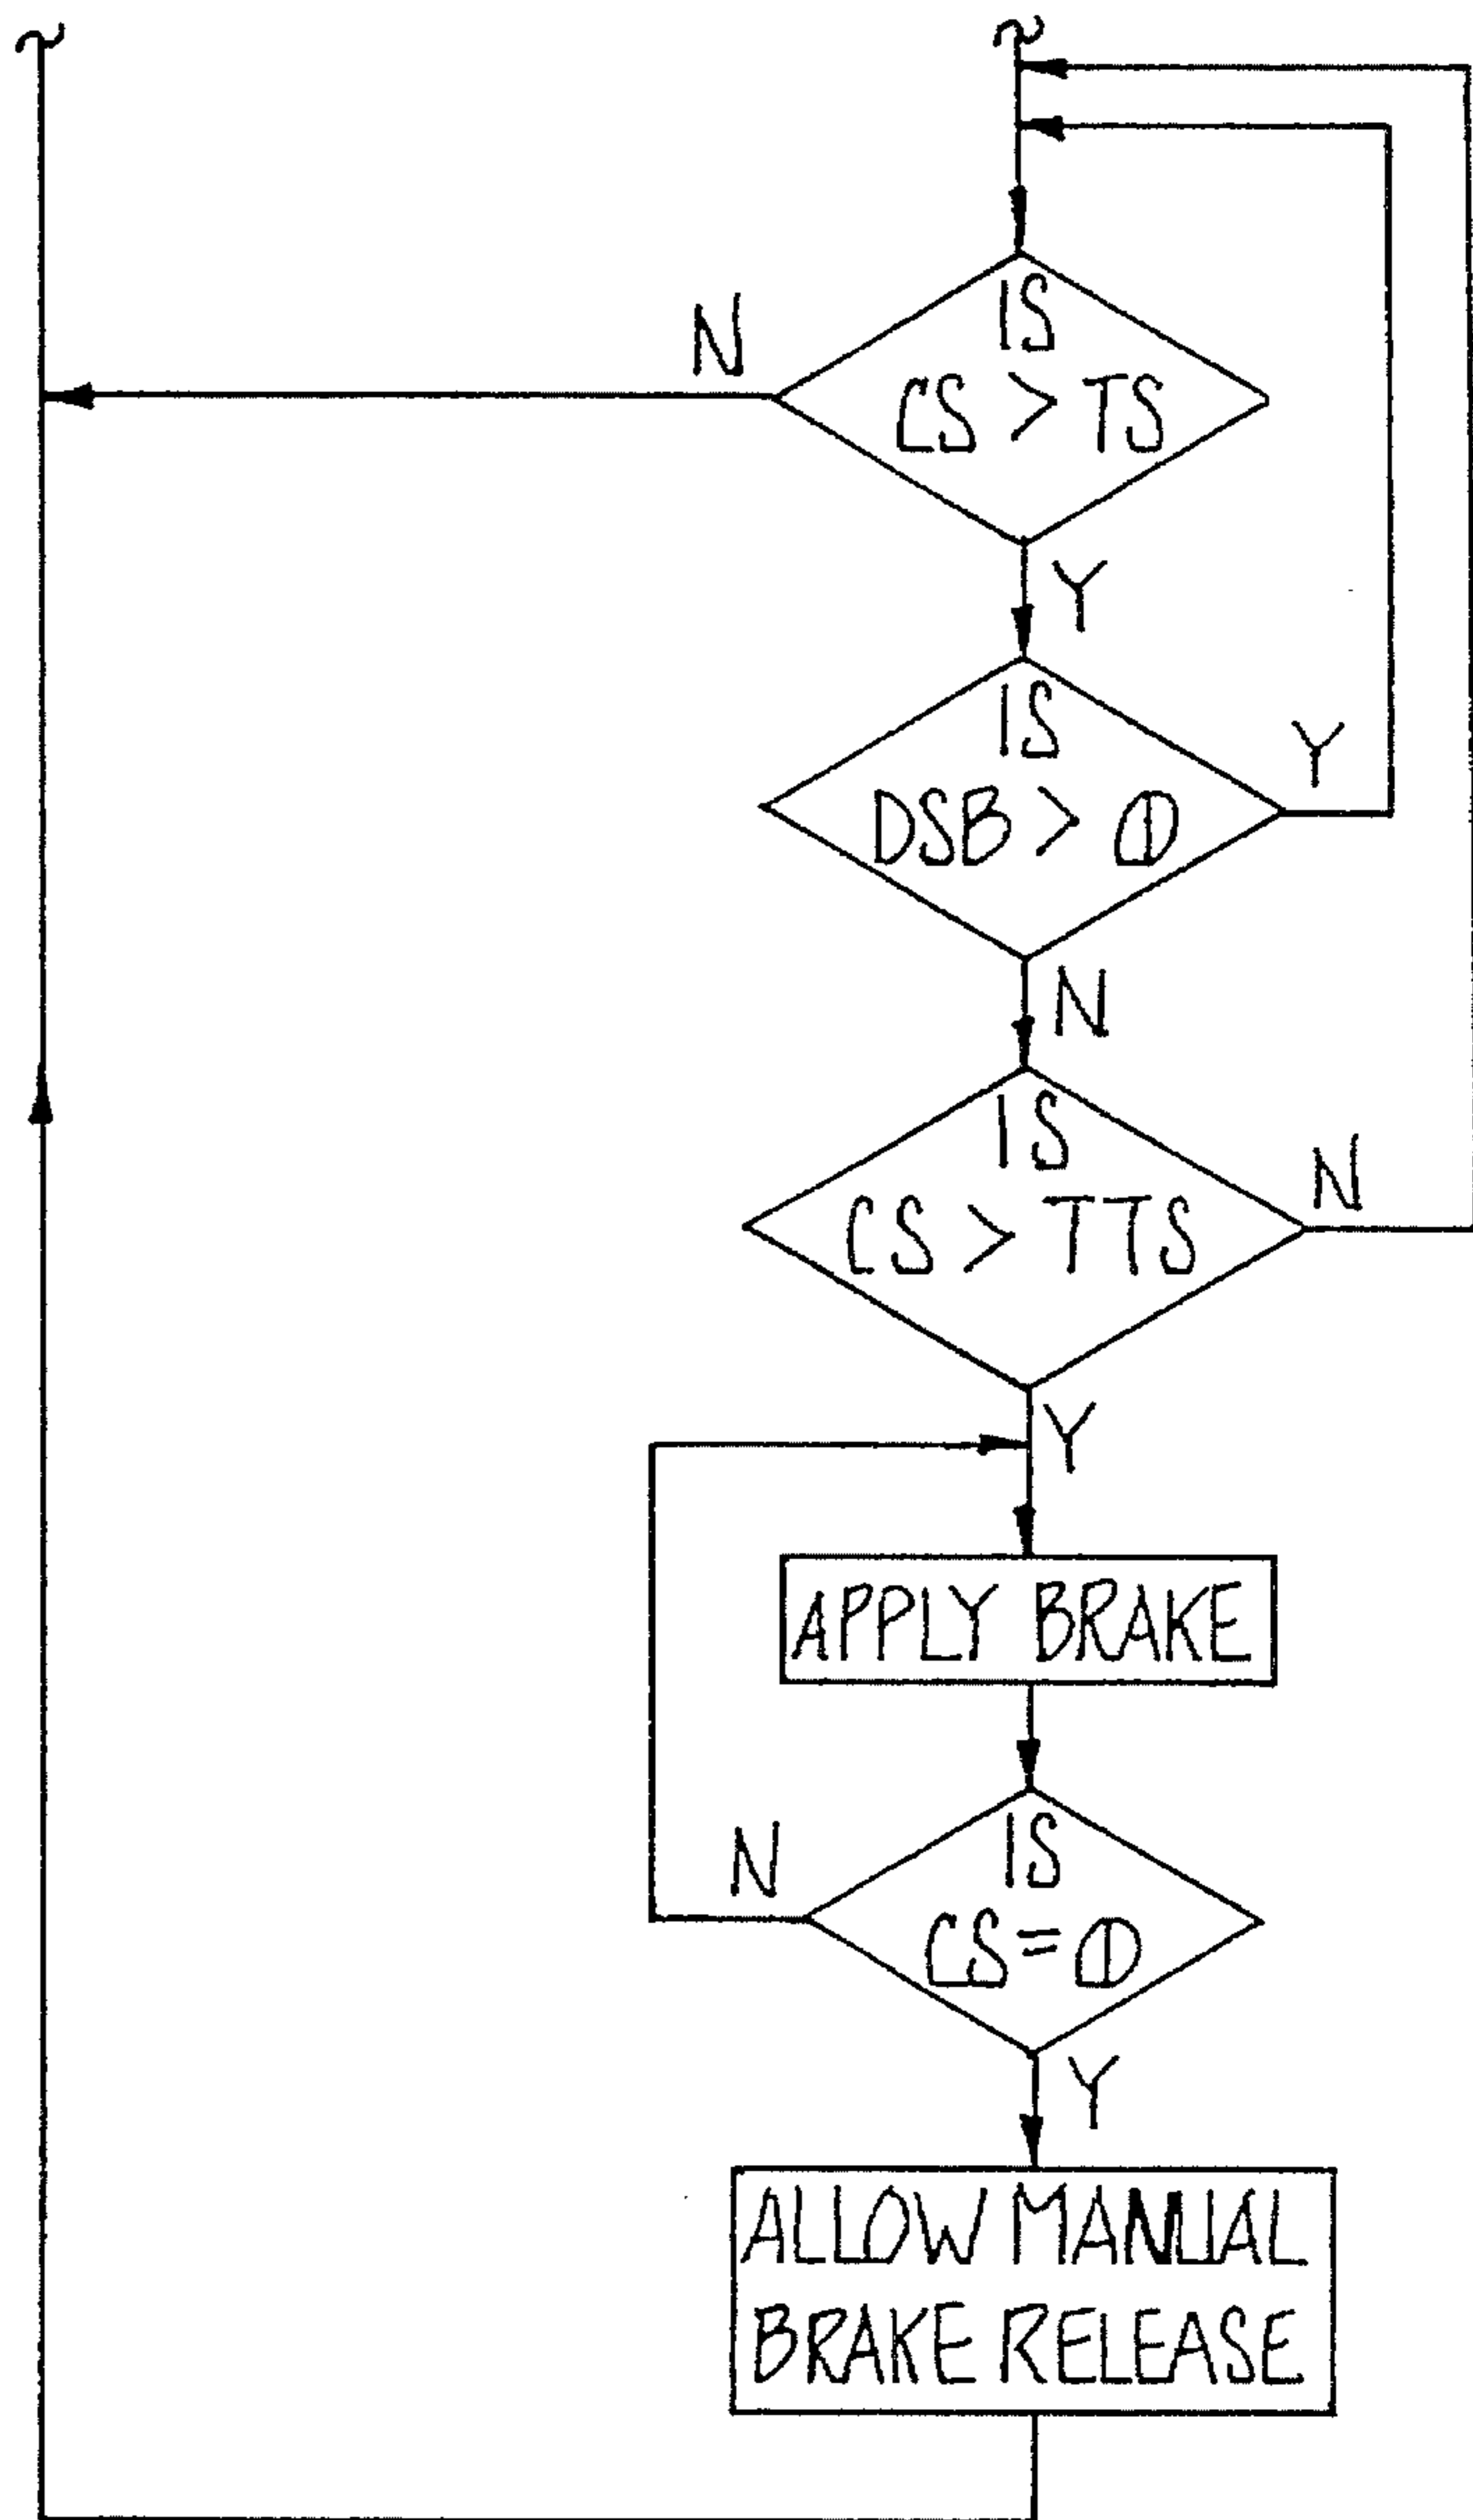 IS
N
CS > TS
Y
IS
Y
DSB > 0
N
IS
N
CS > TTS
Y
APPLY BRAKE
IS
N
CS = 0
Y
ALLOW MANUAL
BRAKE RELEASE